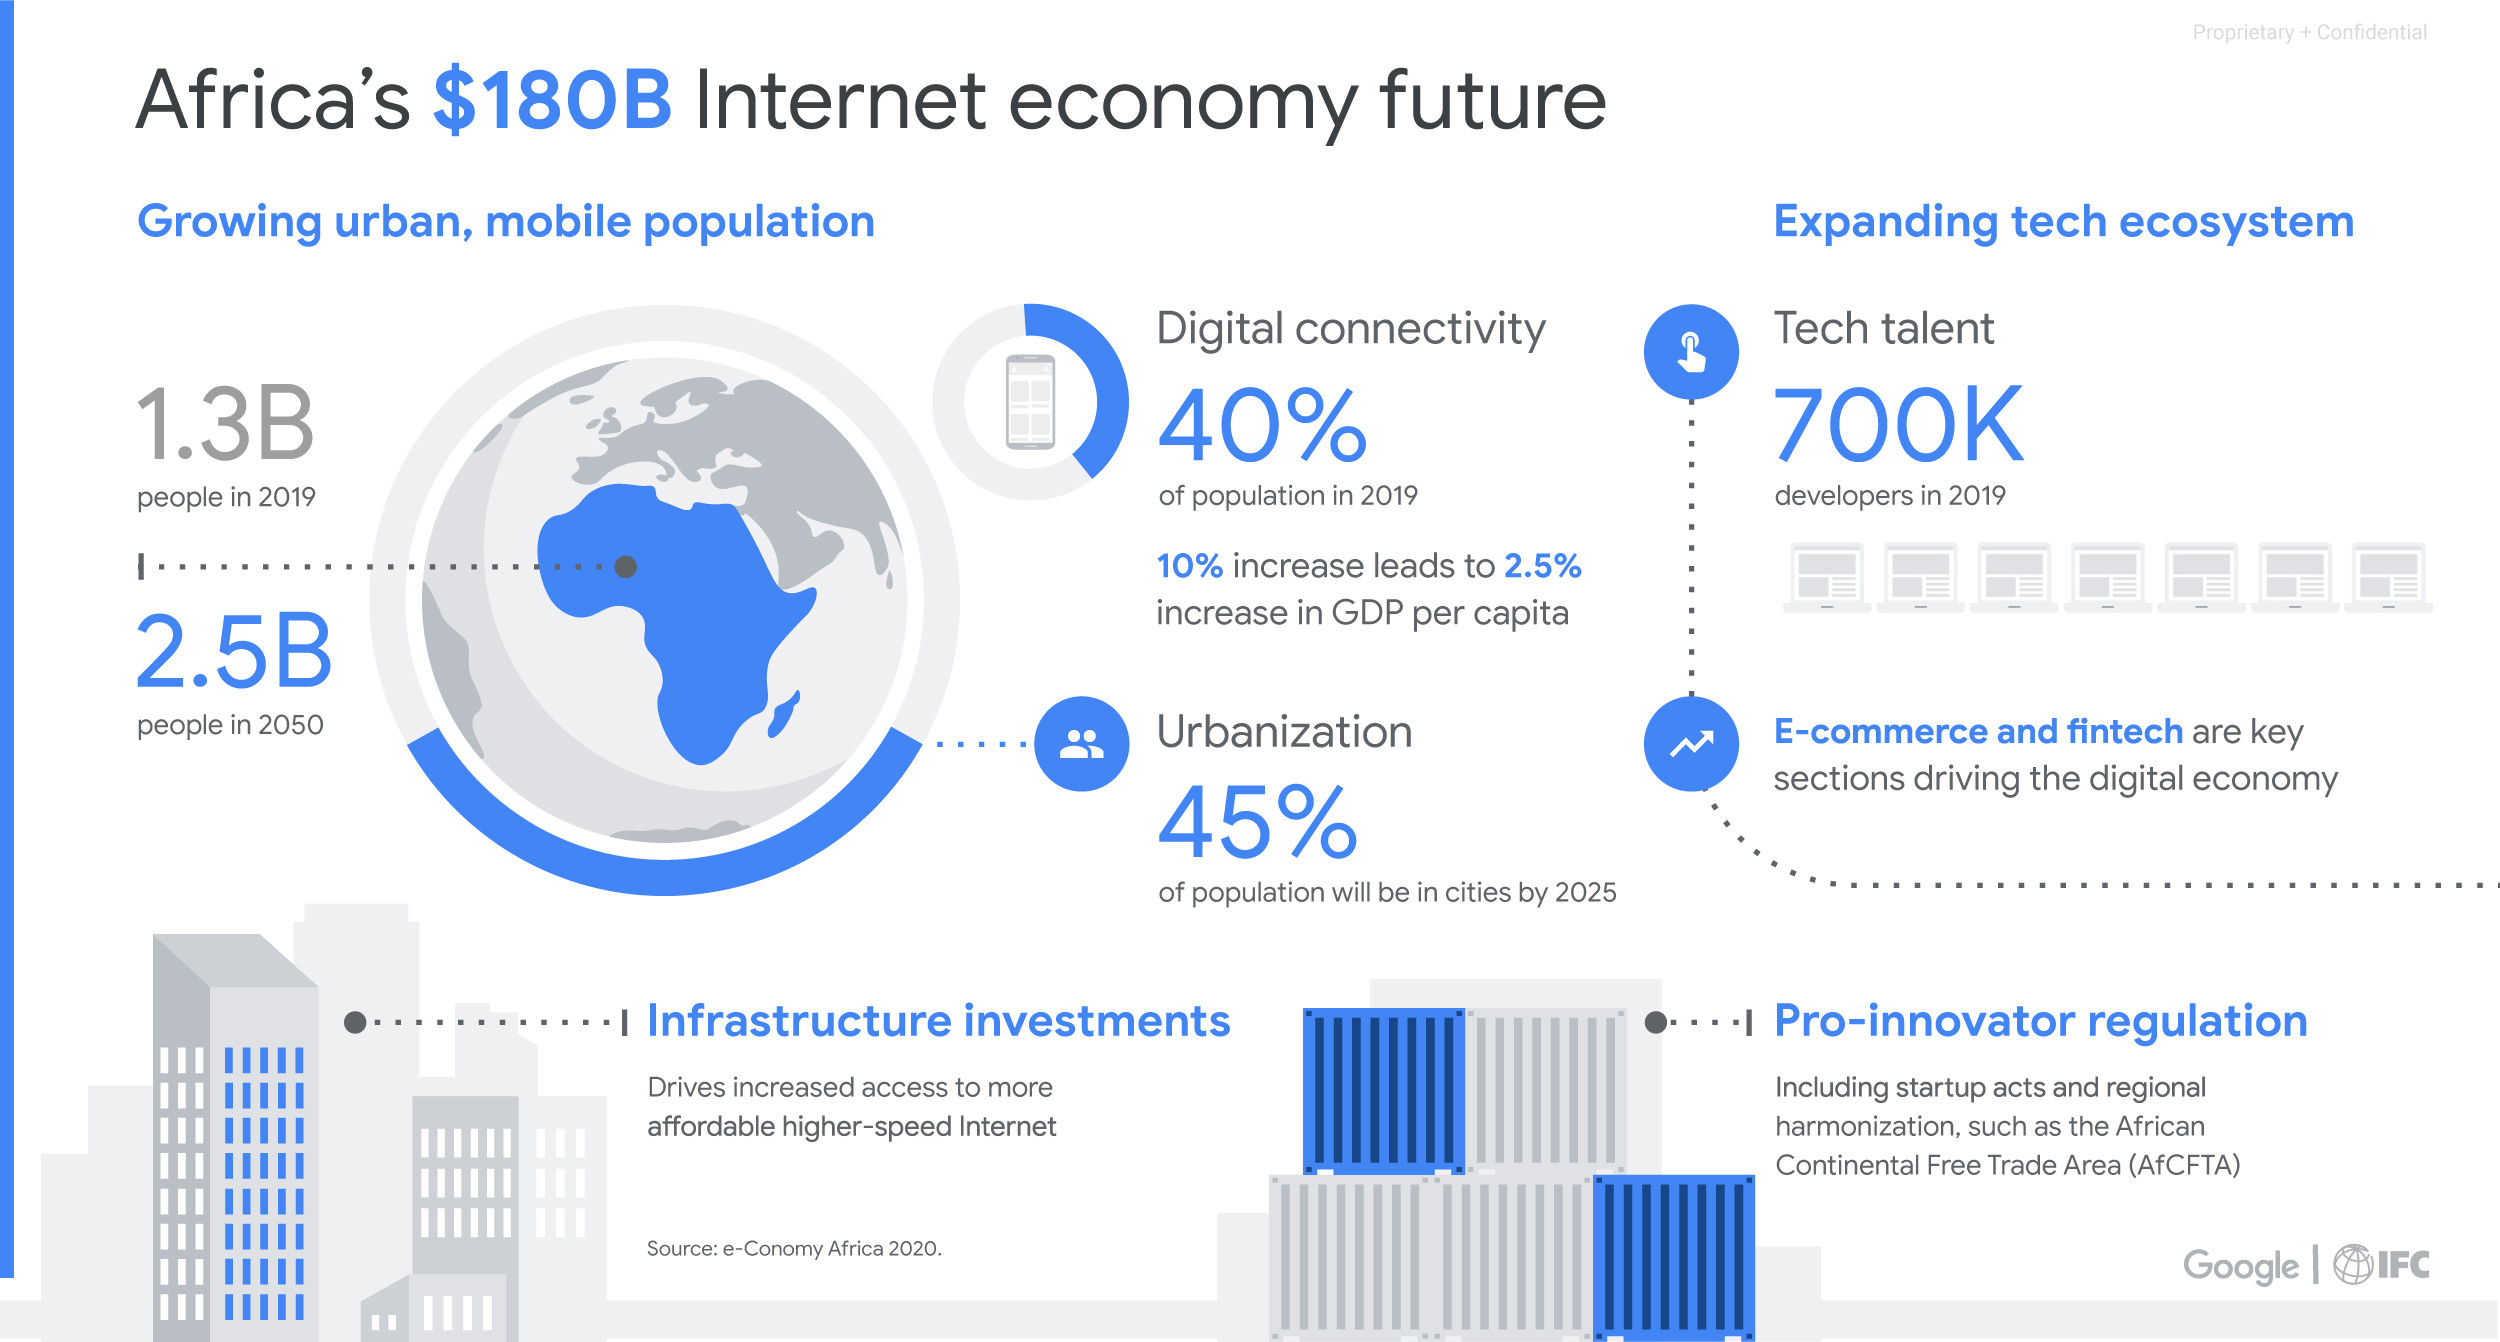 Proprietary + Confidential
Africa's $180B Internet economy future
Growing urban, mobile population
1.3B
people in 2019
2.5B
people in 2050
Digital connectivity
40%
of population in 2019
10% increase leads to 2.5%
increase in GDP per capita
Urbanization
45%
of population will be in cities by 2025
Expanding tech ecosystem
Tech talent
700K
developers in 2019
E-commerce and fintech are key
sections driving the digital economy
Infrastructure investments
Drives increased access to more
affordable higher-speed Internet
Source: e-Conomy Africa 2020.
Pro-innovator regulation
Including startup acts and regional
harmonization, such as the African
Continental Free Trade Area (AfCFTA)
Google | IFC